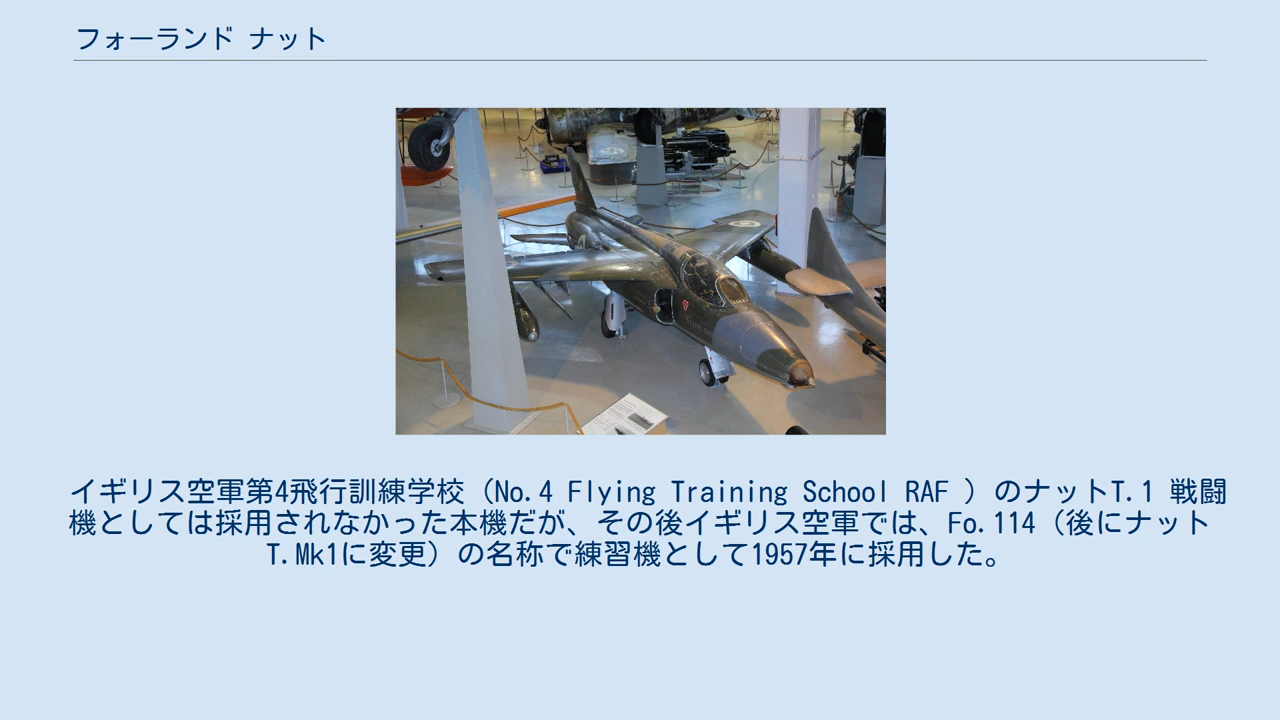 フォーランド ナット
イギリス空軍第4飛行訓練学校（No.4 Flying Training School RAF ）のナットT.1 戦闘
機としては採用されなかった本機だが、その後イギリス空軍では、Fo.114（後にナット
T.Mk1に変更）の名称で練習機として1957年に採用した。